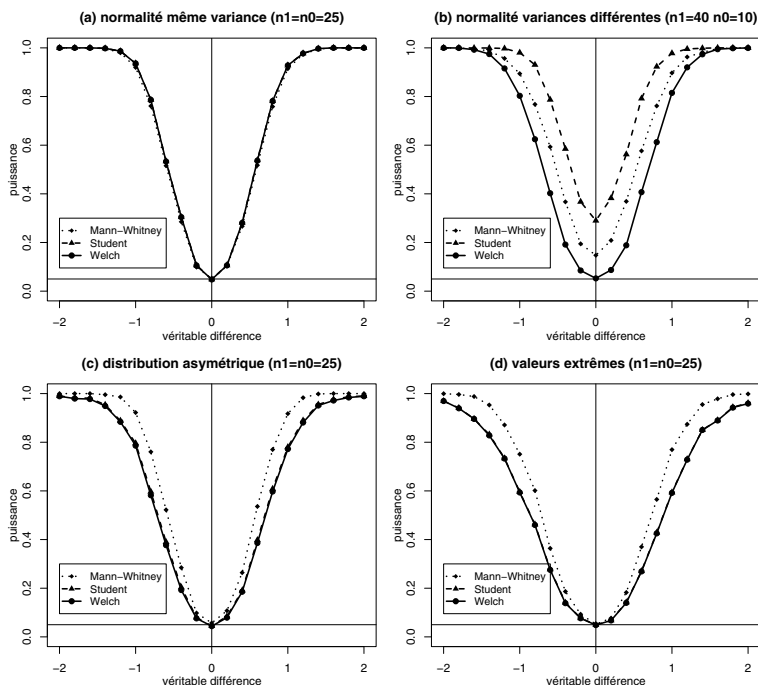 (a) normalité même variance (n1=n0=25)
puissance
0.0 0.2 0.4 0.6 0.8 1.0
Mann−Whitney
Student
Welch
−2 −1 0 1 2
véritable différence
(b) normalité variances différentes (n1=40 n0=10)
puissance
0.0 0.2 0.4 0.6 0.8 1.0
Mann−Whitney
Student
Welch
−2 −1 0 1 2
véritable différence
(c) distribution asymétrique (n1=n0=25)
puissance
0.0 0.2 0.4 0.6 0.8 1.0
Mann−Whitney
Student
Welch
−2 −1 0 1 2
véritable différence
(d) valeurs extrêmes (n1=n0=25)
puissance
0.0 0.2 0.4 0.6 0.8 1.0
Mann−Whitney
Student
Welch
−2 −1 0 1 2
véritable différence